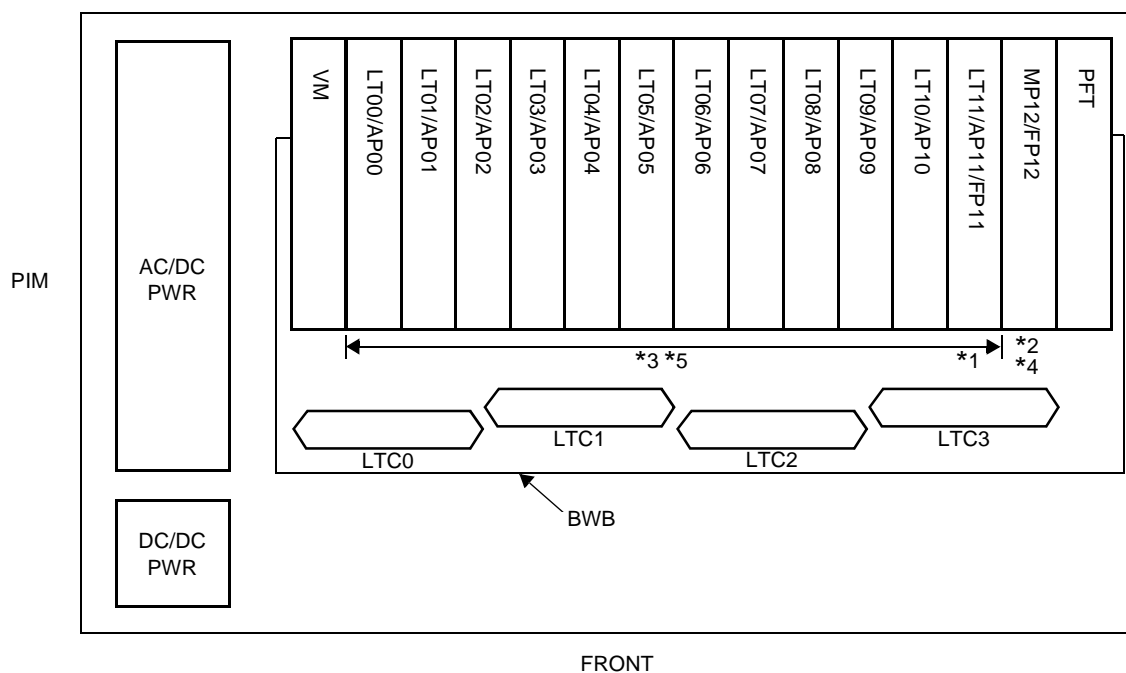 VM
LT00/AP00
LT01/AP01
LT02/AP02
LT03/AP03
LT04/AP04
LT05/AP05
LT06/AP06
LT07/AP07
LT08/AP08
LT09/AP09
LT10/AP10
LT11/AP11/FP11
MP12/FP12
PFT
PIM
AC/DC
PWR
*3 *5
*1
*2
*4
LTC0
LTC1
LTC2
LTC3
BWB
DC/DC
PWR
FRONT